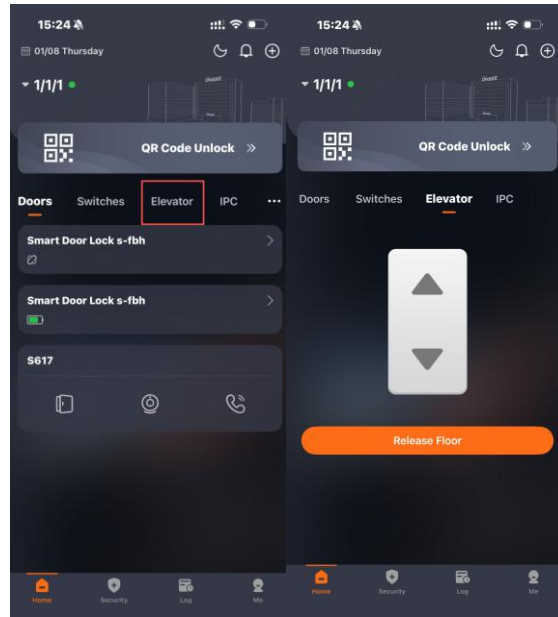 15:24
01/08 Thursday
1/1/1
QR Code Unlock
Doors Switches Elevator IPC ...
Smart Door Lock s-fbh
Smart Door Lock s-fbh
S617
Home Security Log Me
15:24
01/08 Thursday
1/1/1
QR Code Unlock
Doors Switches Elevator IPC
Release Floor
Home Security Log Me